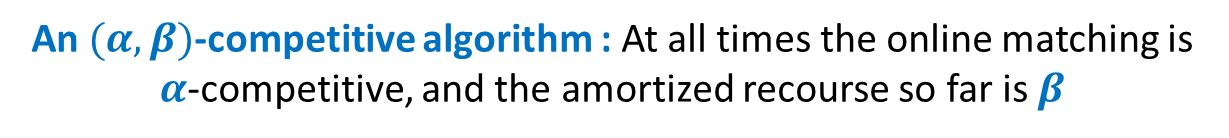 An (α, β)-competitive algorithm : At all times the online matching is
α-competitive, and the amortized recourse so far is β